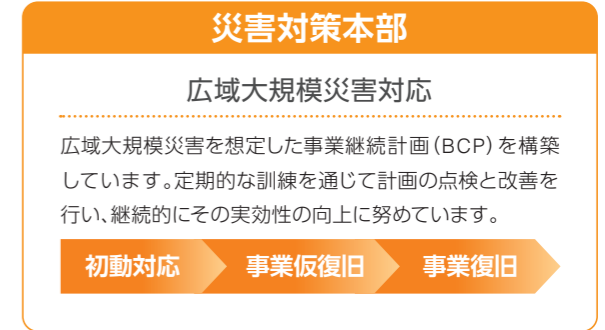 災害対策本部
広域大規模災害対応
広域大規模災害を想定した事業継続計画(BCP)を構築
しています。定期的な訓練を通じて計画の点検と改善を
行い、継続的にその実効性の向上に努めています。
初動対応 事業仮復旧 事業復旧